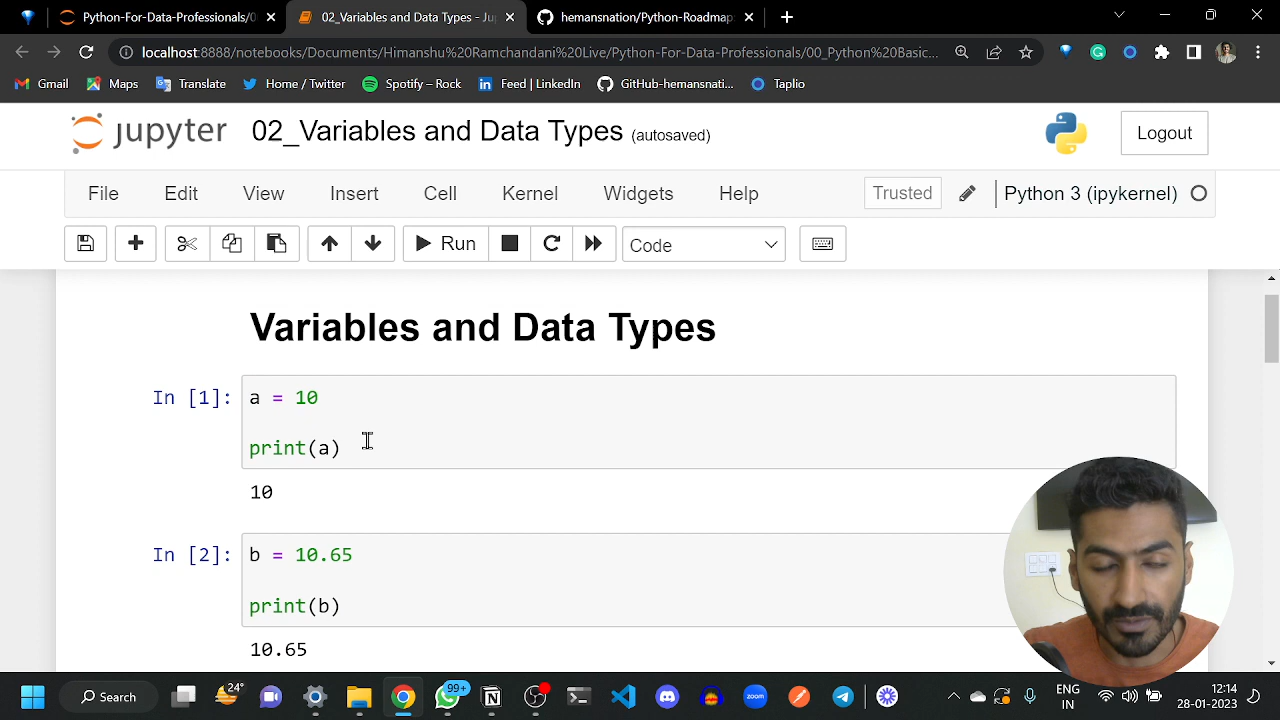 Python-For-Data-Professionals/0
02_Variables and Data Types - Ju
hemansnation/Python-Roadmap
localhost:8888/notebooks/Documents/Himanshu%20Ramchandani%20Live/Python-For-Data-Professionals/00_Python%20Basic...
Gmail Maps Translate Home / Twitter Spotify – Rock Feed | LinkedIn GitHub-hemansnati... Taplio
jupyter 02_Variables and Data Types (autosaved) Logout
File Edit View Insert Cell Kernel Widgets Help Trusted Python 3 (ipykernel)
Run Code
Variables and Data Types
In [1]: a = 10
print(a)
10
In [2]: b = 10.65
print(b)
10.65
Search 24° 99+ zoom ENG 12:14
IN 28-01-2023